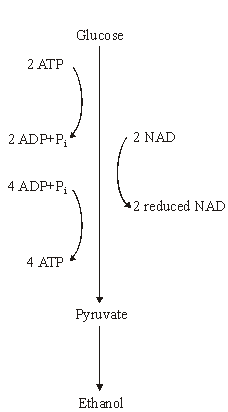 Glucose
2 ATP
2 ADP+Pi
2 NAD
4 ADP+Pi
2 reduced NAD
4 ATP
Pyruvate
Ethanol